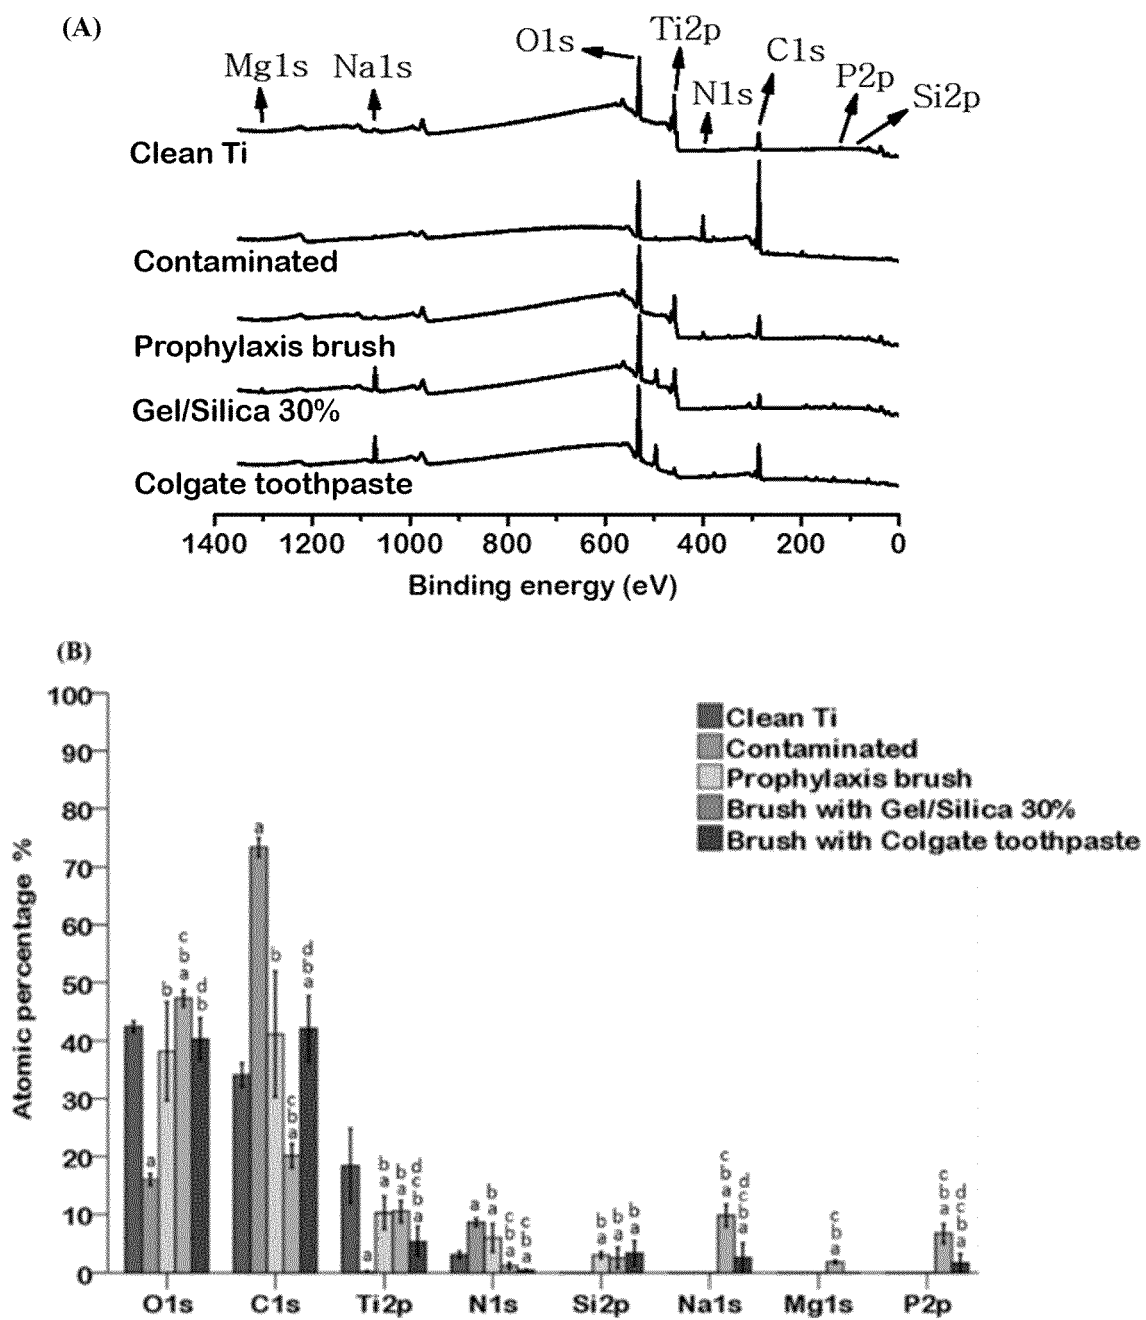 (A)
Mg1s Na1s O1s Ti2p N1s C1s P2p Si2p
Clean Ti
Contaminated
Prophylaxis brush
Gel/Silica 30%
Colgate toothpaste
1400 1200 1000 800 600 400 200 0
Binding energy (eV)
(B)
Atomic percentage %
100
90
80
70
60
50
40
30
20
10
0
Clean Ti
Contaminated
Prophylaxis brush
Brush with Gel/Silica 30%
Brush with Colgate toothpaste
a b a b c b d
a b a b c a b d
a a b a b a b c d
a a b a b c a b c
a b a b a b
a b c a b c d
a b c
a b c a b c d
O1s C1s Ti2p N1s Si2p Na1s Mg1s P2p